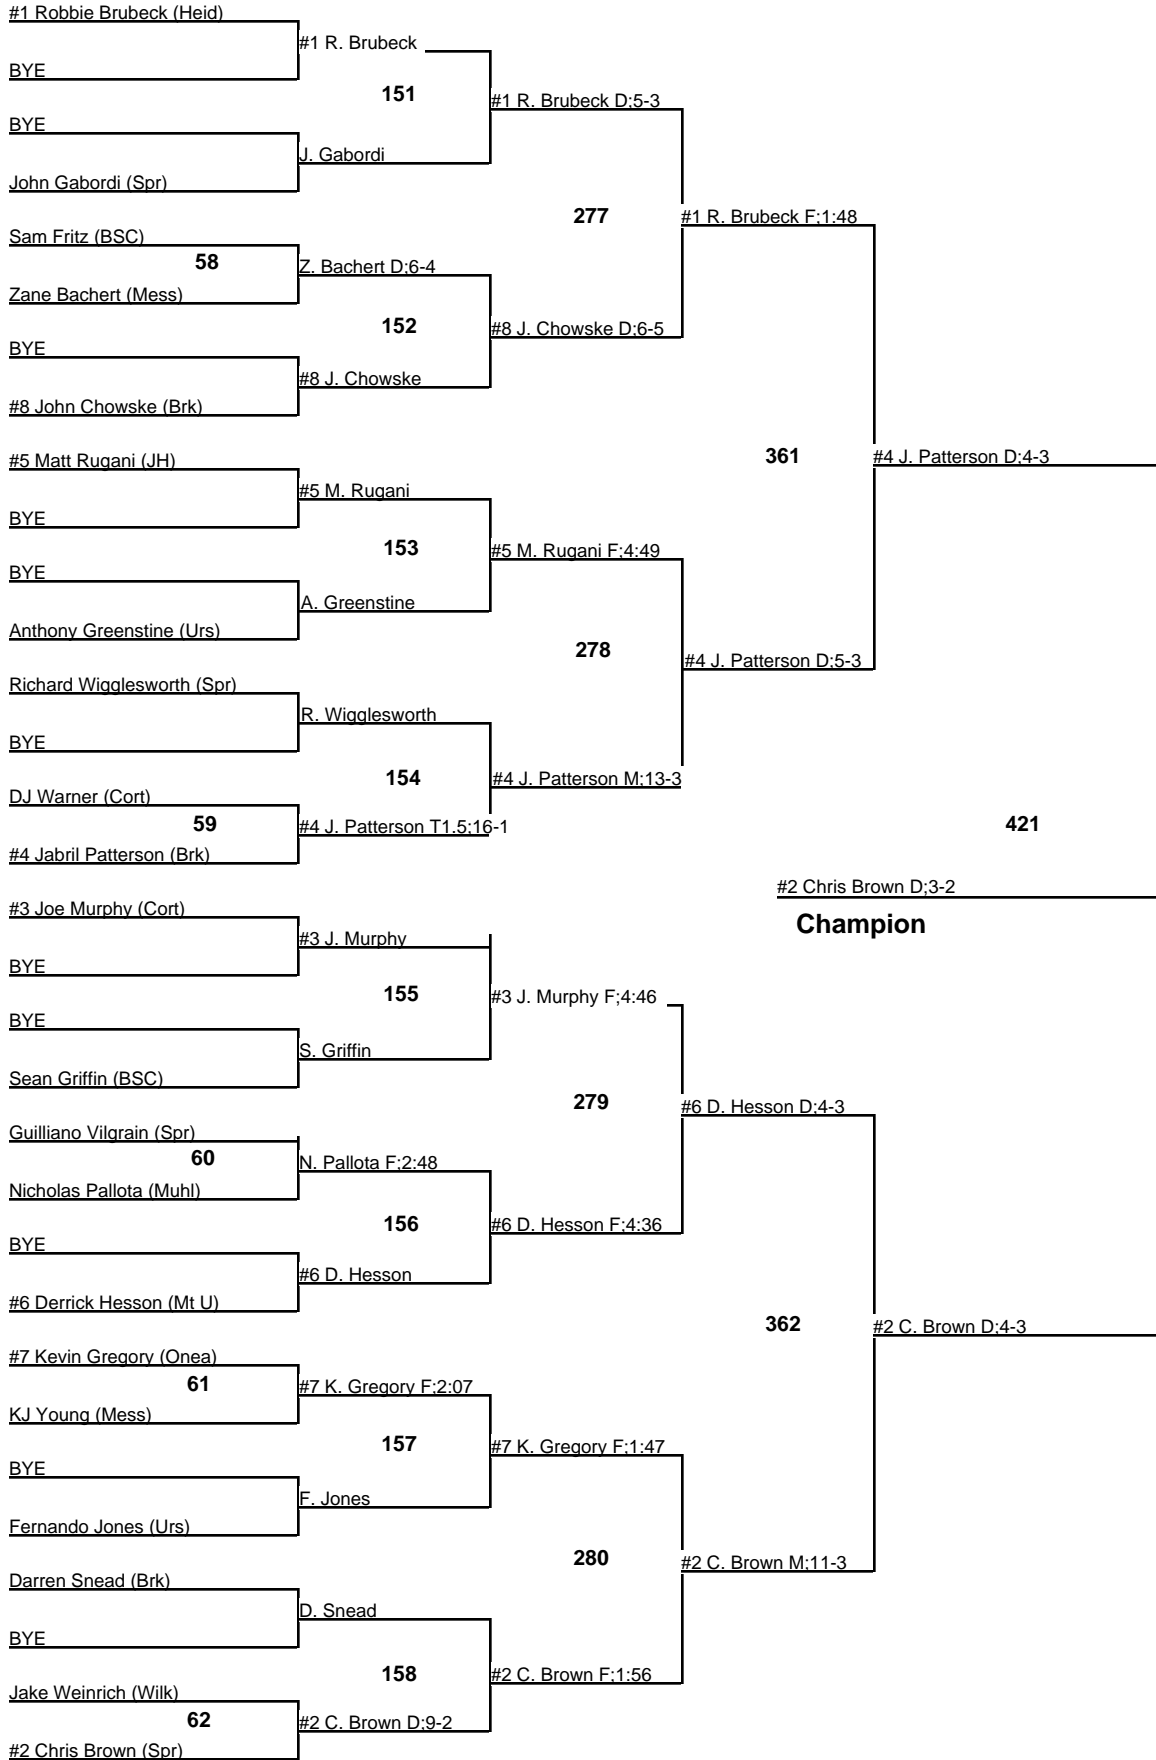 #1 Robbie Brubeck (Heid)
#1 R. Brubeck
BYE
151
#1 R. Brubeck D;5-3
BYE
J. Gabordi
John Gabordi (Spr)
277
#1 R. Brubeck F;1:48
Sam Fritz (BSC)
58
Z. Bachert D;6-4
Zane Bachert (Mess)
152
#8 J. Chowske D;6-5
BYE
#8 J. Chowske
#8 John Chowske (Brk)
361
#4 J. Patterson D;4-3
#5 Matt Rugani (JH)
#5 M. Rugani
BYE
153
#5 M. Rugani F;4:49
BYE
A. Greenstine
Anthony Greenstine (Urs)
278
#4 J. Patterson D;5-3
Richard Wigglesworth (Spr)
R. Wigglesworth
BYE
154
#4 J. Patterson M;13-3
DJ Warner (Cort)
59
#4 J. Patterson T1.5;16-1
421
#4 Jabril Patterson (Brk)
#2 Chris Brown D;3-2
Champion
#3 Joe Murphy (Cort)
#3 J. Murphy
BYE
155
#3 J. Murphy F;4:46
BYE
S. Griffin
Sean Griffin (BSC)
279
#6 D. Hesson D;4-3
Guilliano Vilgrain (Spr)
60
N. Pallota F;2:48
Nicholas Pallota (Muhl)
156
#6 D. Hesson F;4:36
BYE
#6 D. Hesson
#6 Derrick Hesson (Mt U)
362
#2 C. Brown D;4-3
#7 Kevin Gregory (Onea)
61
#7 K. Gregory F;2:07
KJ Young (Mess)
157
#7 K. Gregory F;1:47
BYE
F. Jones
Fernando Jones (Urs)
280
#2 C. Brown M;11-3
Darren Snead (Brk)
D. Snead
BYE
158
#2 C. Brown F;1:56
Jake Weinrich (Wilk)
62
#2 C. Brown D;9-2
#2 Chris Brown (Spr)